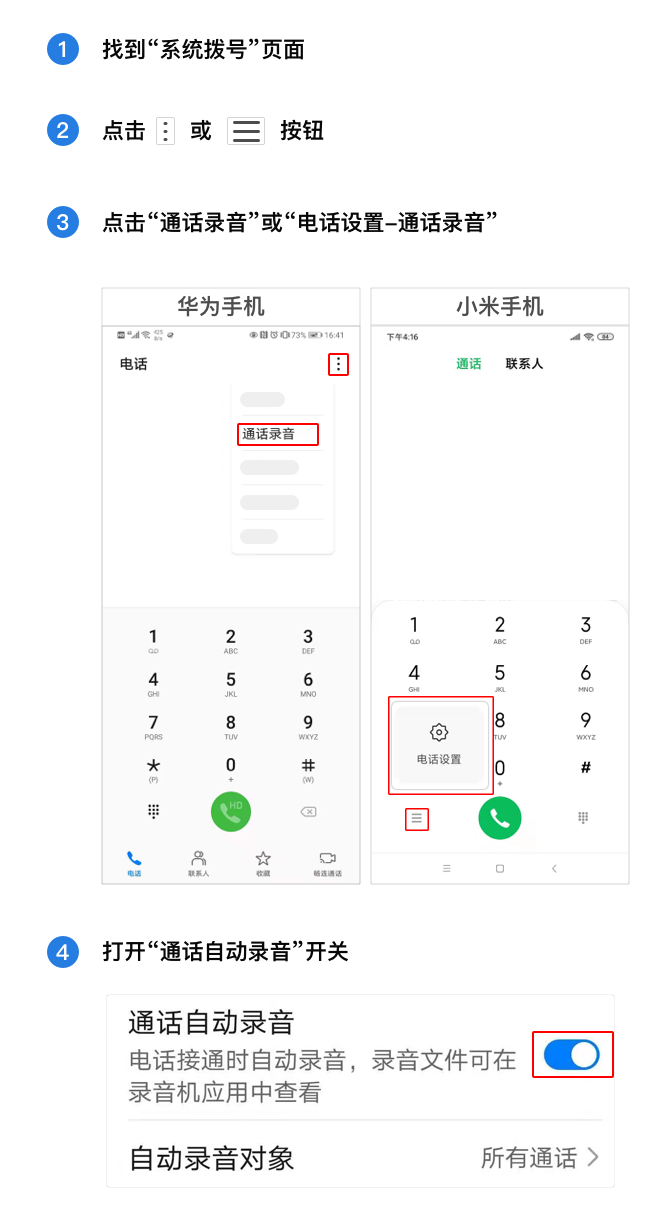 1 找到“系统拨号”页面
2 点击 或 按钮
3 点击“通话录音”或“电话设置–通话录音”
华为手机
73% 16:41
电话
通话录音
1 2 3
ABC DEF
4 5 6
GHI JKL MNO
7 8 9
PQRS TUV WXYZ
* 0 #
(P) + (W)
HD
电话 联系人 收藏 畅连通话
小米手机
下午4:16 84
通话 联系人
1 2 3
ABC DEF
4 5 6
GHI JKL MNO
8 9
TUV WXYZ
电话设置
0 #
+
4 打开“通话自动录音”开关
通话自动录音
电话接通时自动录音，录音文件可在
录音机应用中查看
自动录音对象 所有通话